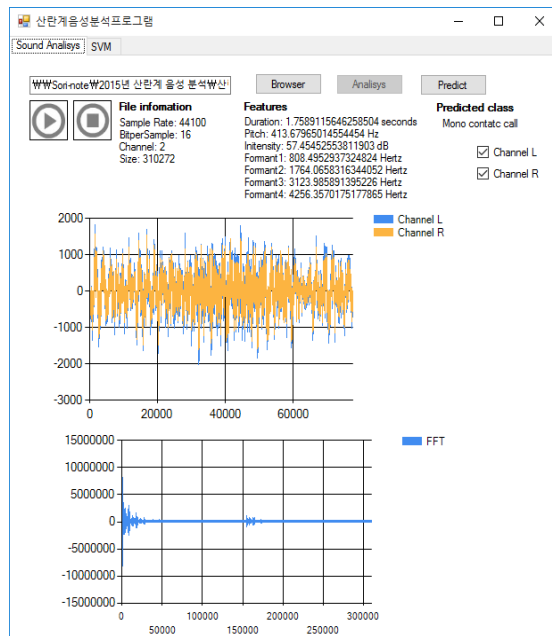 산란계음성분석프로그램
Sound Analisys SVM
₩₩Sori-note₩2015년 산란계 음성 분석₩산
Browser Analisys Predict
File infomation
Sample Rate: 44100
BitperSample: 16
Channel: 2
Size: 310272
Features
Duration: 1.7589115646258504 seconds
Pitch: 413.67965014554454 Hz
Initensity: 57.45452553811903 dB
Formant1: 808.4952937324824 Hertz
Formant2: 1764.0658316344052 Hertz
Formant3: 3123.985891395226 Hertz
Formant4: 4256.3570175177865 Hertz
Predicted class
Mono contatc call
Channel L
Channel R
Channel L
Channel R
2000
1000
0
-1000
-2000
-3000
0 20000 40000 60000
FFT
15000000
10000000
5000000
0
-5000000
-10000000
-15000000
0 100000 200000 300000
50000 150000 250000